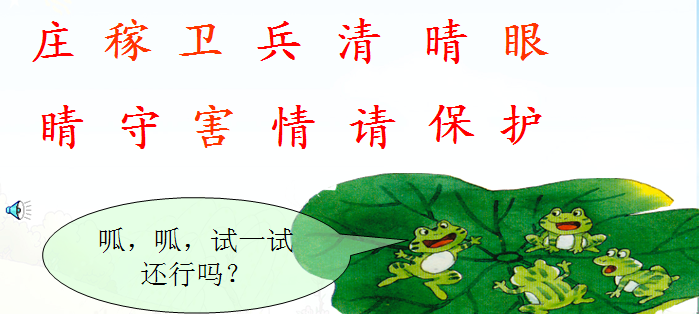 庄 稼 卫 兵 清 晴 眼
睛 守 害 情 请 保 护
呱，呱，试一试
还行吗？